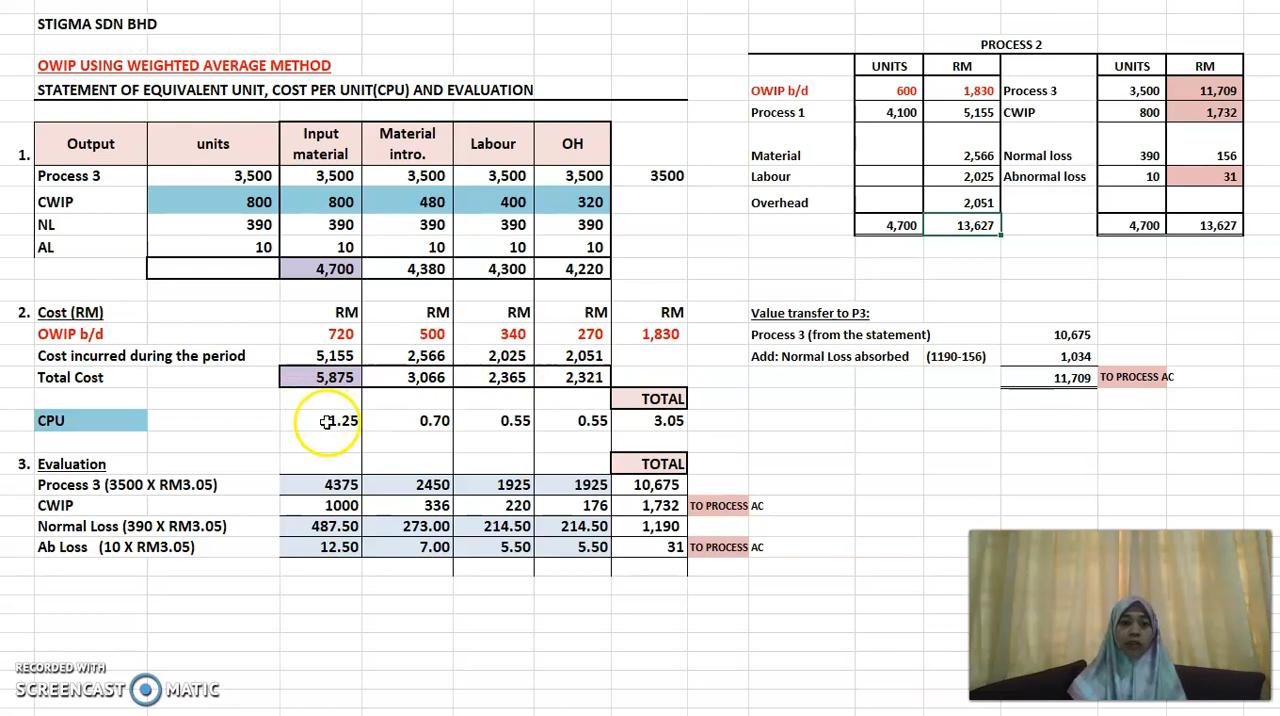 STIGMA SDN BHD
OWIP USING WEIGHTED AVERAGE METHOD
STATEMENT OF EQUIVALENT UNIT, COST PER UNIT(CPU) AND EVALUATION
1. Output units Input material Material intro. Labour OH
Process 3 3,500 3,500 3,500 3,500 3,500 3500
CWIP 800 800 480 400 320
NL 390 390 390 390 390
AL 10 10 10 10 10
4,700 4,380 4,300 4,220
2. Cost (RM) RM RM RM RM RM
OWIP b/d 720 500 340 270 1,830
Cost incurred during the period 5,155 2,566 2,025 2,051
Total Cost 5,875 3,066 2,365 2,321
TOTAL
CPU 1.25 0.70 0.55 0.55 3.05
3. Evaluation TOTAL
Process 3 (3500 X RM3.05) 4375 2450 1925 1925 10,675
CWIP 1000 336 220 176 1,732 TO PROCESS AC
Normal Loss (390 X RM3.05) 487.50 273.00 214.50 214.50 1,190
Ab Loss (10 X RM3.05) 12.50 7.00 5.50 5.50 31 TO PROCESS AC
PROCESS 2
UNITS RM UNITS RM
OWIP b/d 600 1,830 Process 3 3,500 11,709
Process 1 4,100 5,155 CWIP 800 1,732
Material 2,566 Normal loss 390 156
Labour 2,025 Abnormal loss 10 31
Overhead 2,051
4,700 13,627 4,700 13,627
Value transfer to P3:
Process 3 (from the statement) 10,675
Add: Normal Loss absorbed (1190-156) 1,034
11,709 TO PROCESS AC
RECORDED WITH
SCREENCAST MATIC